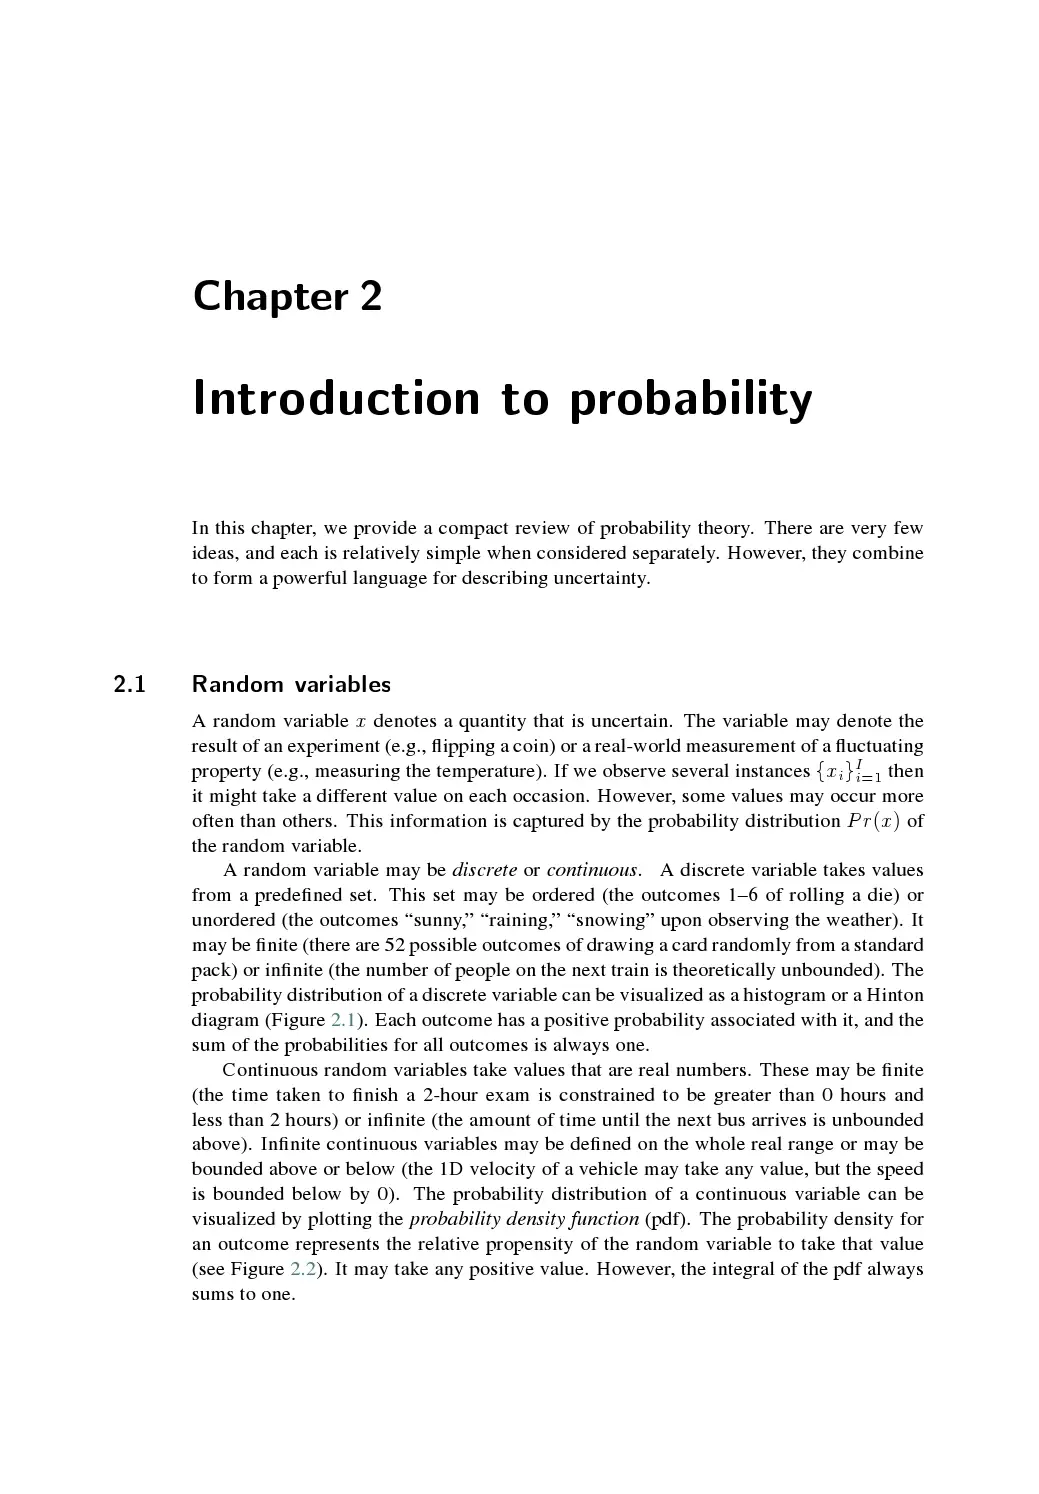 Chapter 2
Introduction to probability
In this chapter, we provide a compact review of probability theory. There are very few
ideas, and each is relatively simple when considered separately. However, they combine
to form a powerful language for describing uncertainty.
2.1 Random variables
A random variable x denotes a quantity that is uncertain. The variable may denote the
result of an experiment (e.g., flipping a coin) or a real-world measurement of a fluctuating
property (e.g., measuring the temperature). If we observe several instances {x_i}_{i=1}^I then
it might take a different value on each occasion. However, some values may occur more
often than others. This information is captured by the probability distribution Pr(x) of
the random variable.
A random variable may be discrete or continuous. A discrete variable takes values
from a predefined set. This set may be ordered (the outcomes 1–6 of rolling a die) or
unordered (the outcomes “sunny,” “raining,” “snowing” upon observing the weather). It
may be finite (there are 52 possible outcomes of drawing a card randomly from a standard
pack) or infinite (the number of people on the next train is theoretically unbounded). The
probability distribution of a discrete variable can be visualized as a histogram or a Hinton
diagram (Figure 2.1). Each outcome has a positive probability associated with it, and the
sum of the probabilities for all outcomes is always one.
Continuous random variables take values that are real numbers. These may be finite
(the time taken to finish a 2-hour exam is constrained to be greater than 0 hours and
less than 2 hours) or infinite (the amount of time until the next bus arrives is unbounded
above). Infinite continuous variables may be defined on the whole real range or may be
bounded above or below (the 1D velocity of a vehicle may take any value, but the speed
is bounded below by 0). The probability distribution of a continuous variable can be
visualized by plotting the probability density function (pdf). The probability density for
an outcome represents the relative propensity of the random variable to take that value
(see Figure 2.2). It may take any positive value. However, the integral of the pdf always
sums to one.